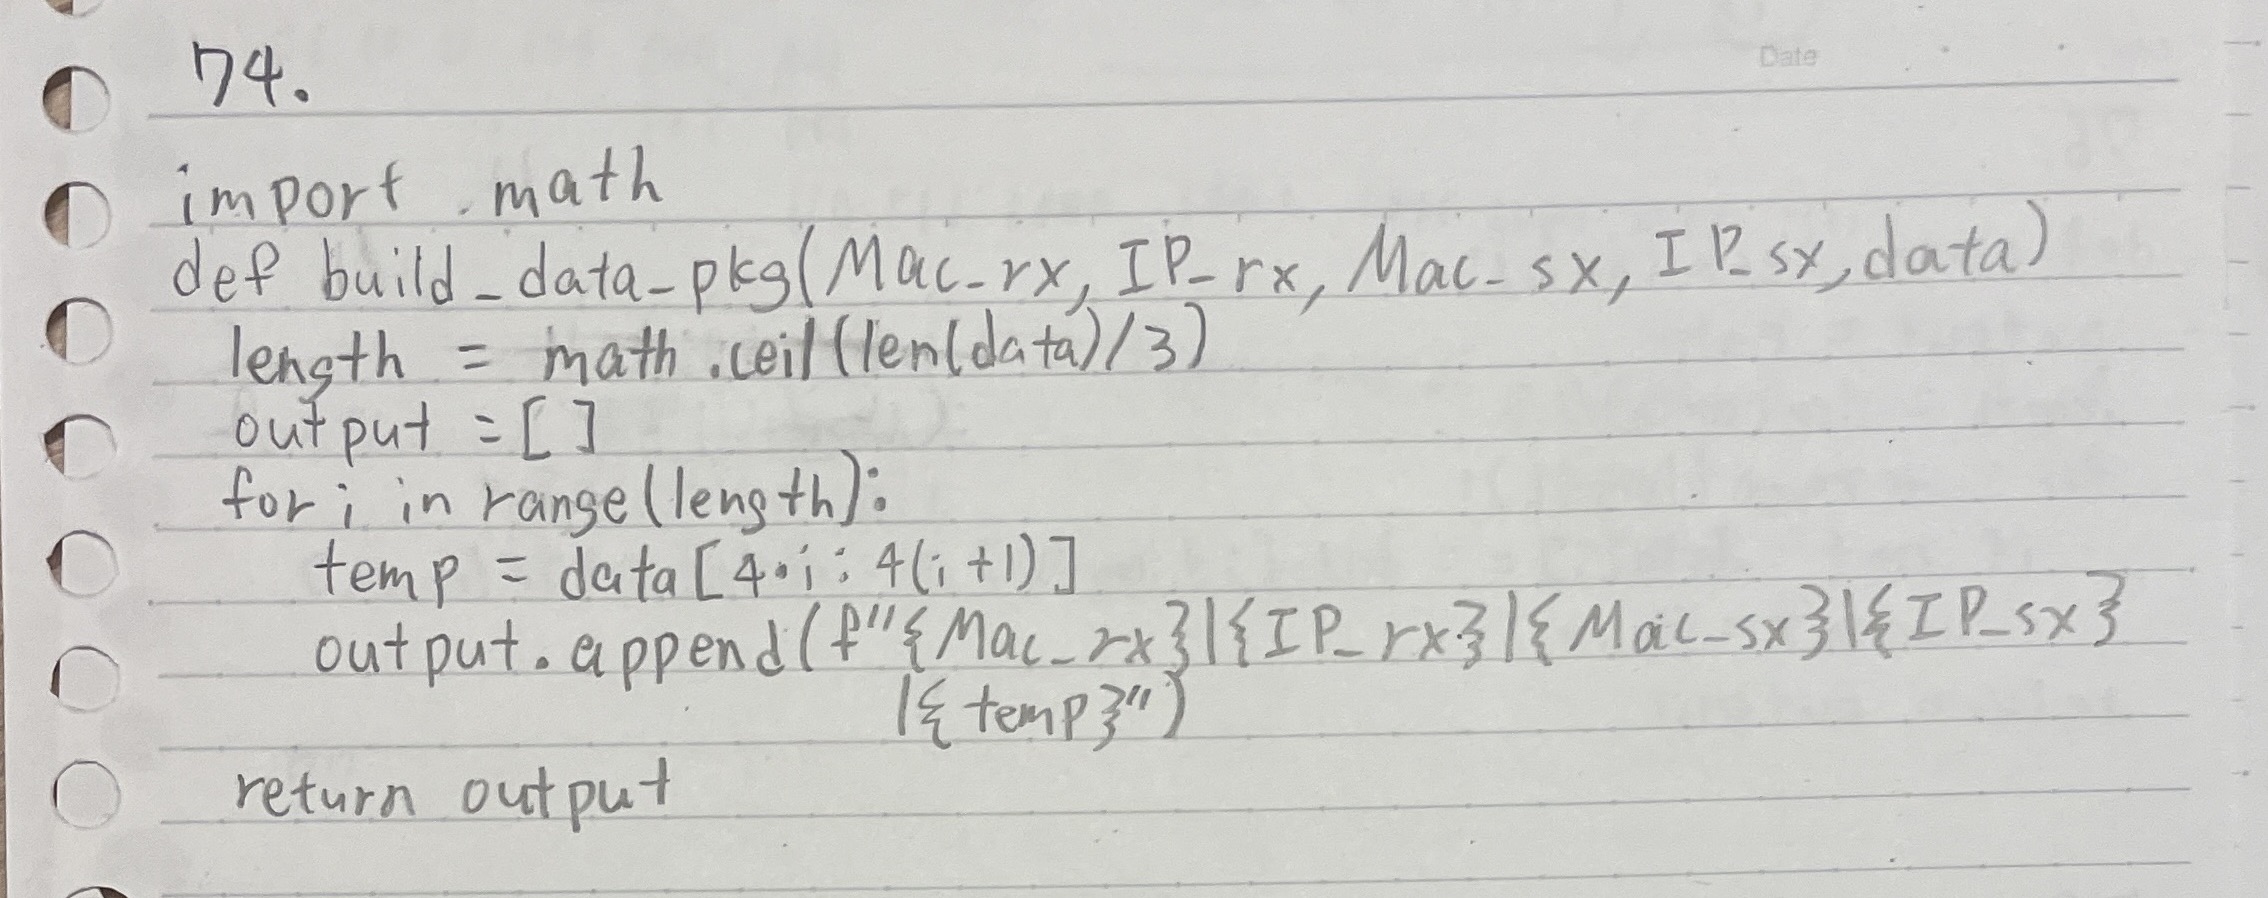 Date
74.
import math
def build_data_pkg(Mac_rx, IP_rx, Mac_sx, IP_sx, data)
length = math.ceil(len(data)/3)
output = []
for i in range(length):
temp = data[4·i : 4(i+1)]
output.append(f"{Mac_rx}|{IP_rx}|{Mac_sx}|{IP_sx}
|{temp}")
return output